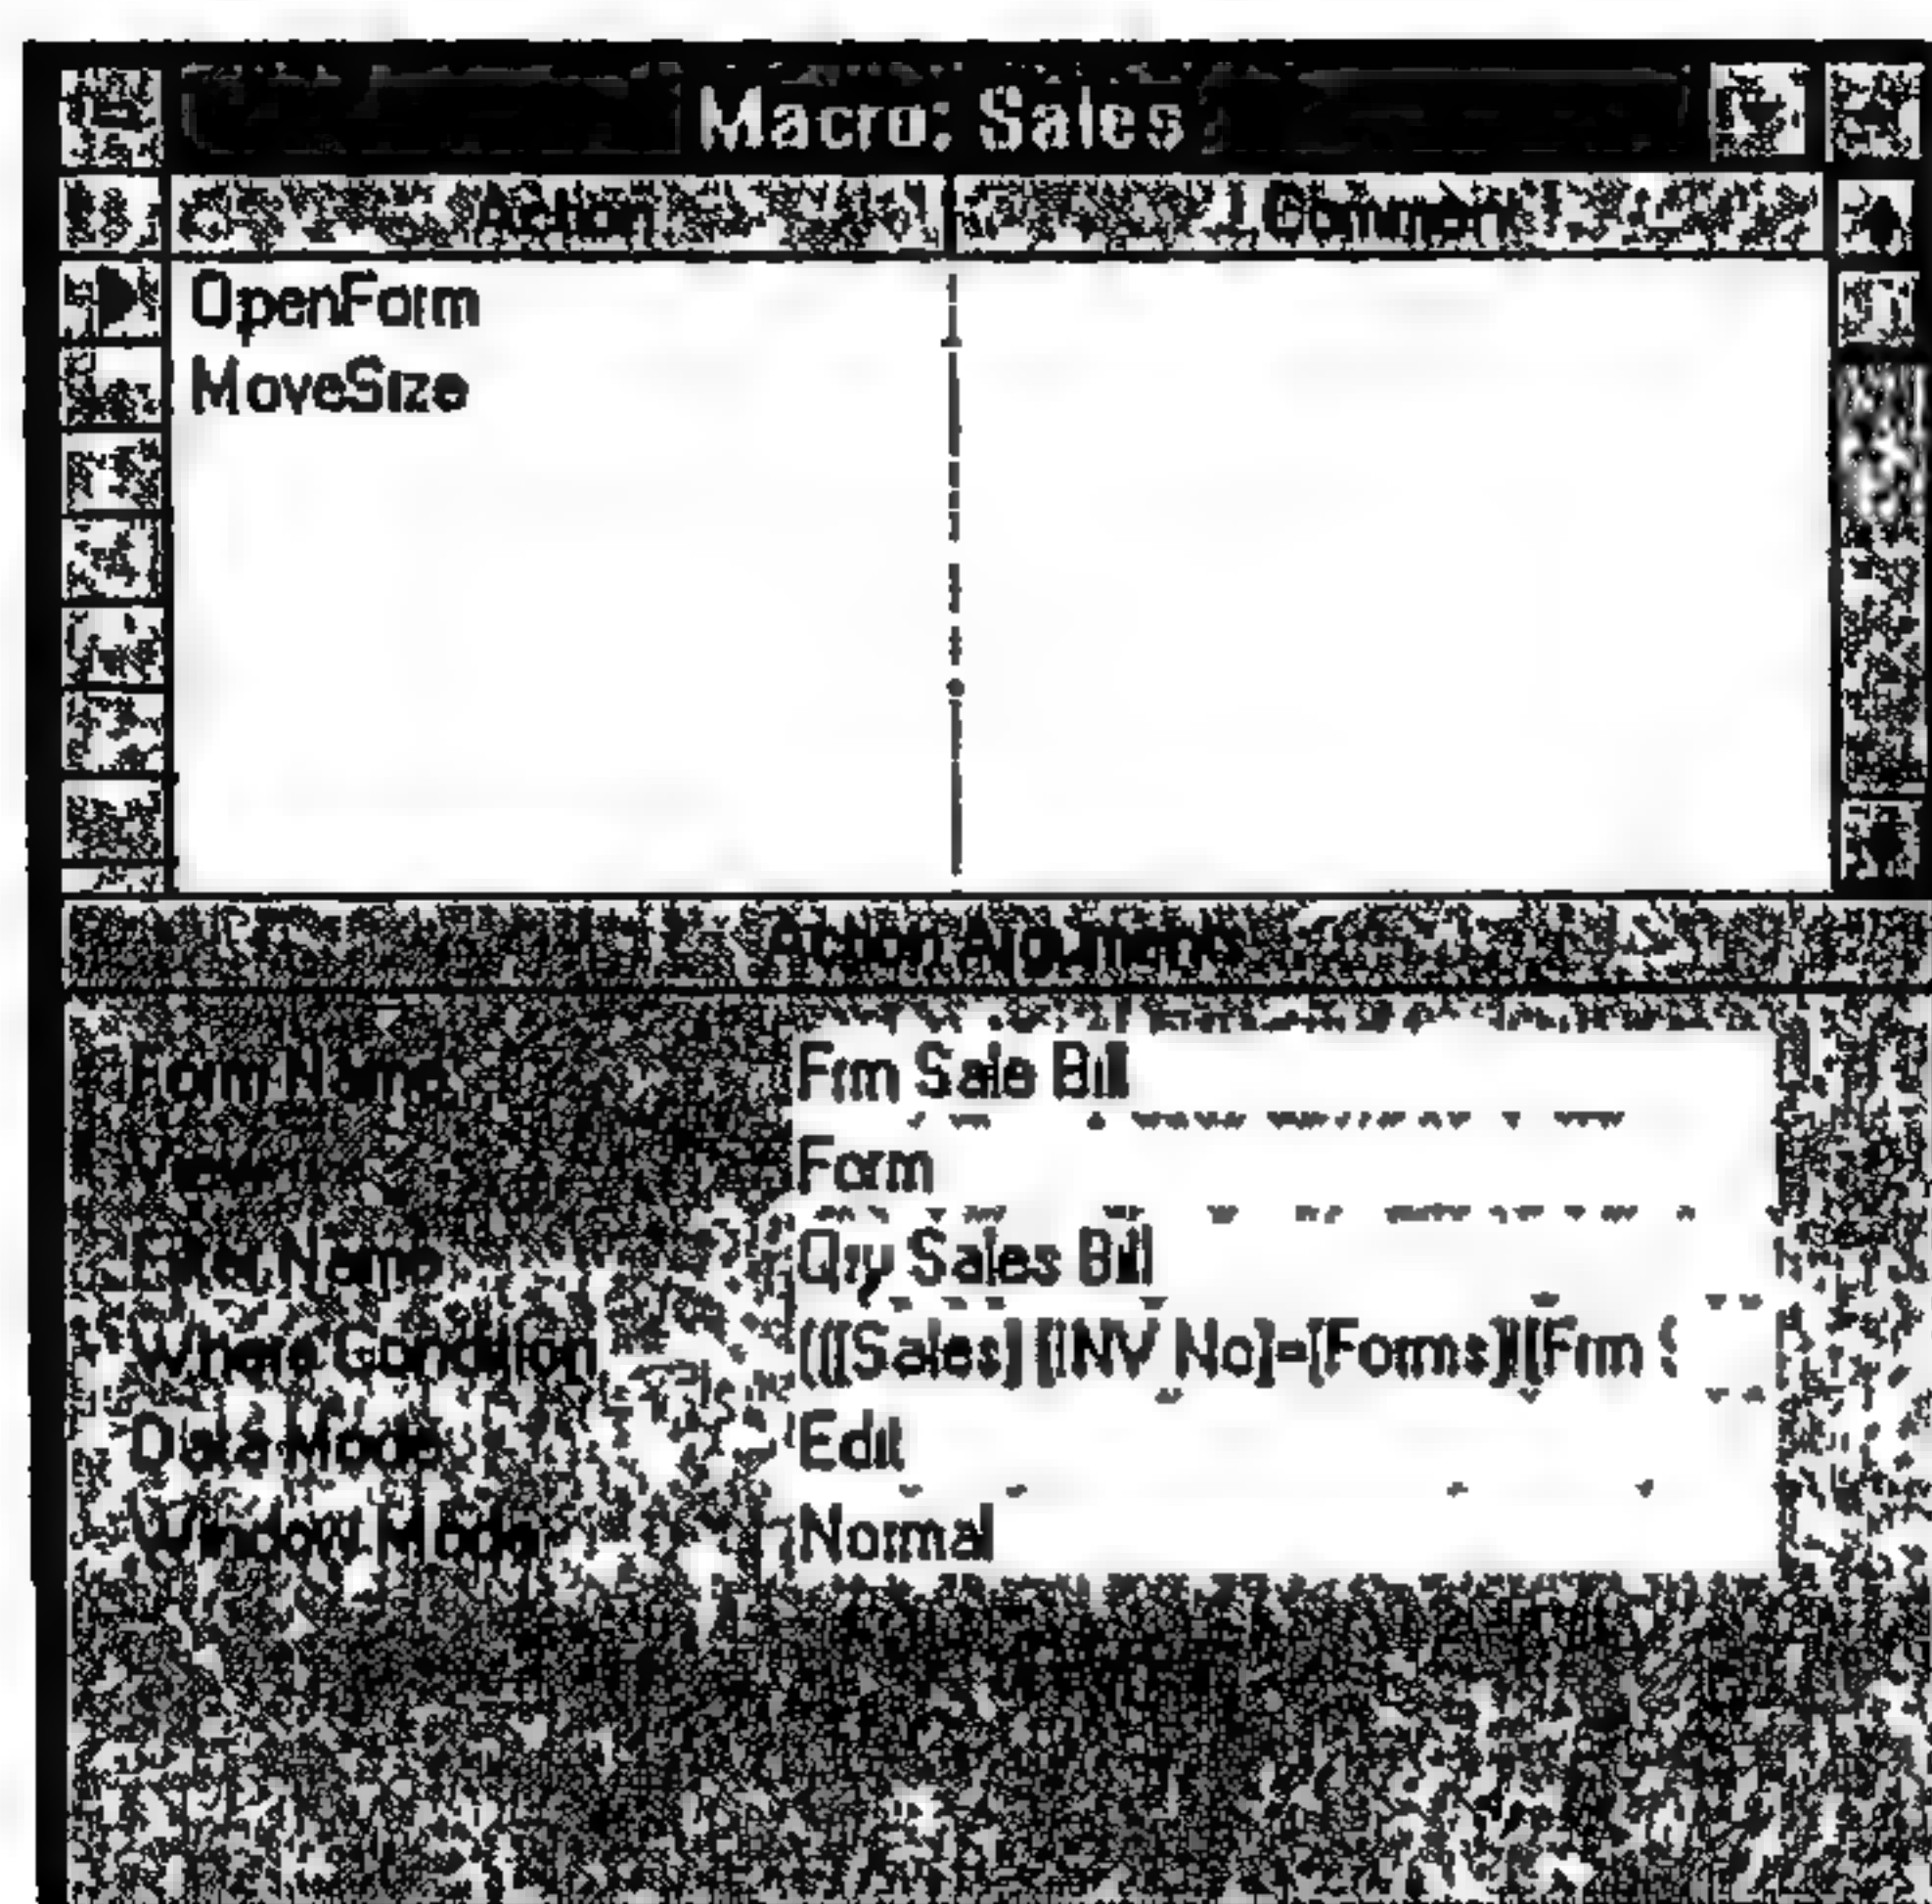 Macro: Sales
Action Comment
OpenForm
MoveSize
Action Arguments
Form Name Frm Sale Bill
View Form
Filter Name Qry Sales Bill
Where Condition ((([Sales].[INV No]=[Forms]![Frm S
Data Mode Edit
Window Mode Normal